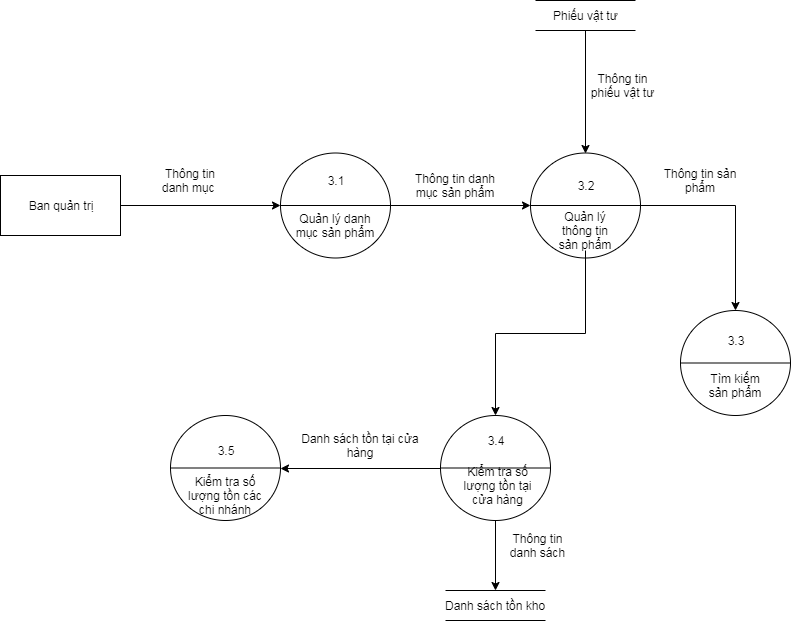 Phiếu vật tư
Thông tin
phiếu vật tư
Ban quản trị
Thông tin
danh mục
3.1
Quản lý danh
mục sản phẩm
Thông tin danh
mục sản phẩm
3.2
Quản lý
thông tin
sản phẩm
Thông tin sản
phẩm
3.3
Tìm kiếm
sản phẩm
3.4
Kiểm tra số
lượng tồn tại
cửa hàng
Danh sách tồn tại cửa
hàng
3.5
Kiểm tra số
lượng tồn các
chi nhánh
Thông tin
danh sách
Danh sách tồn kho